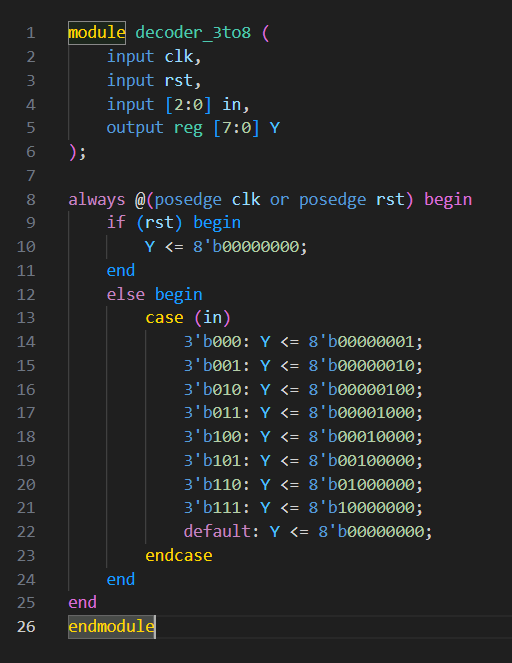 1 module decoder_3to8 (
2 input clk,
3 input rst,
4 input [2:0] in,
5 output reg [7:0] Y
6 );
7
8 always @(posedge clk or posedge rst) begin
9 if (rst) begin
10 Y <= 8'b00000000;
11 end
12 else begin
13 case (in)
14 3'b000: Y <= 8'b00000001;
15 3'b001: Y <= 8'b00000010;
16 3'b010: Y <= 8'b00000100;
17 3'b011: Y <= 8'b00001000;
18 3'b100: Y <= 8'b00010000;
19 3'b101: Y <= 8'b00100000;
20 3'b110: Y <= 8'b01000000;
21 3'b111: Y <= 8'b10000000;
22 default: Y <= 8'b00000000;
23 endcase
24 end
25 end
26 endmodule